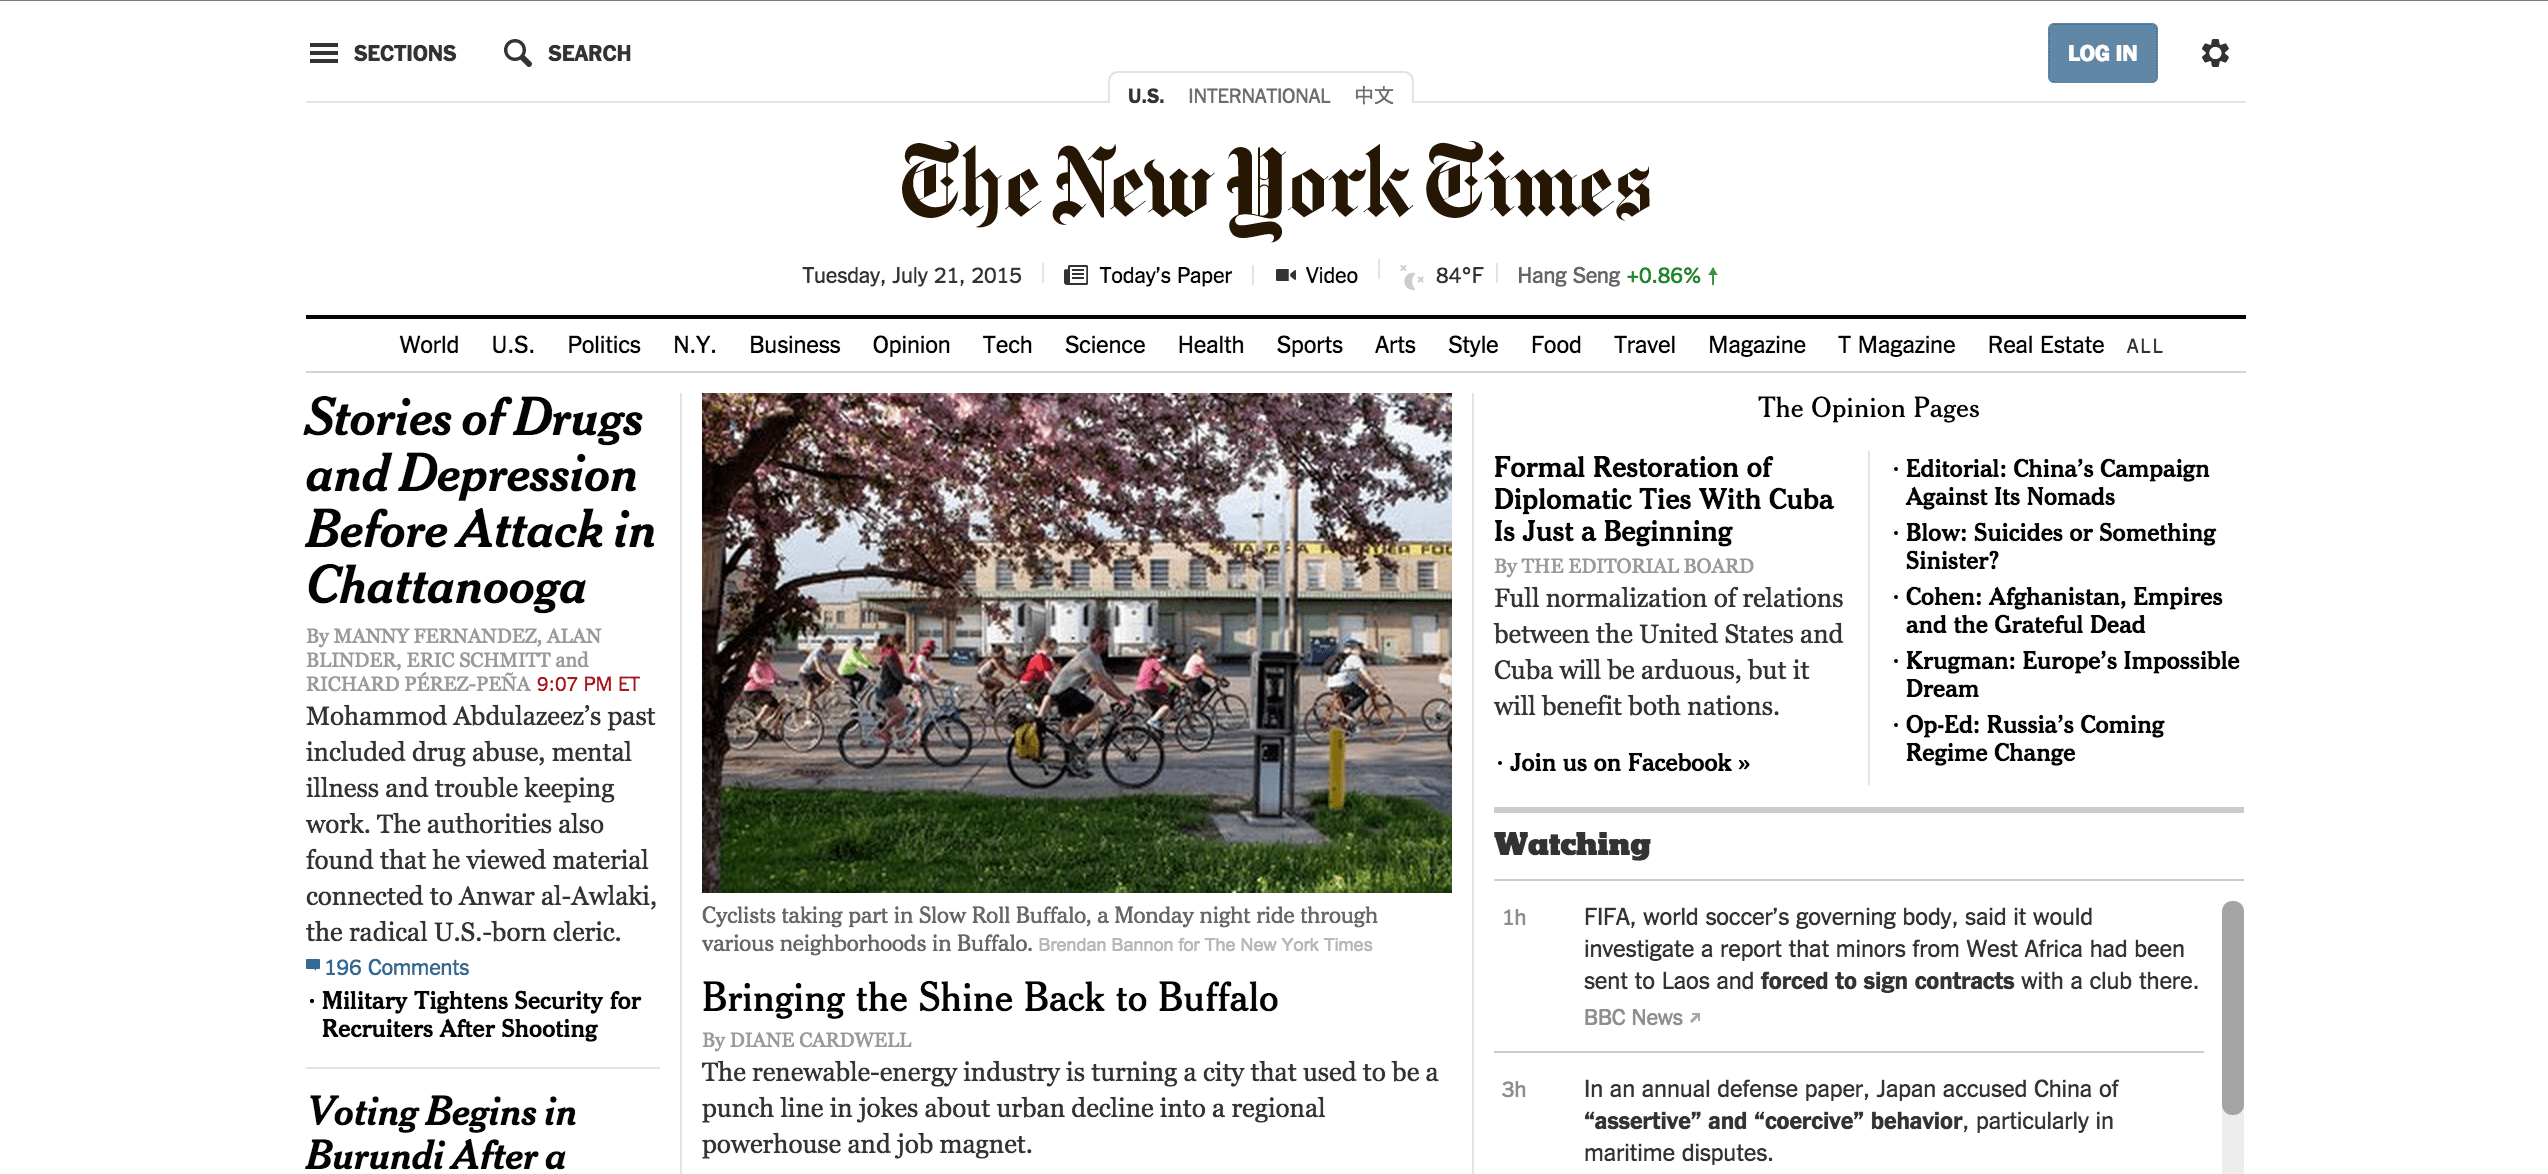 SECTIONS
SEARCH
LOG IN
U.S. INTERNATIONAL 中文
The New York Times
Tuesday, July 21, 2015
Today’s Paper
Video
84°F
Hang Seng +0.86% ↑
World U.S. Politics N.Y. Business Opinion Tech Science Health Sports Arts Style Food Travel Magazine T Magazine Real Estate ALL
Stories of Drugs
and Depression
Before Attack in
Chattanooga
By MANNY FERNANDEZ, ALAN
BLINDER, ERIC SCHMITT and
RICHARD PÉREZ-PEÑA 9:07 PM ET
Mohammod Abdulazeez’s past
included drug abuse, mental
illness and trouble keeping
work. The authorities also
found that he viewed material
connected to Anwar al-Awlaki,
the radical U.S.-born cleric.
196 Comments
· Military Tightens Security for
Recruiters After Shooting
Voting Begins in
Burundi After a
Cyclists taking part in Slow Roll Buffalo, a Monday night ride through
various neighborhoods in Buffalo. Brendan Bannon for The New York Times
Bringing the Shine Back to Buffalo
By DIANE CARDWELL
The renewable-energy industry is turning a city that used to be a
punch line in jokes about urban decline into a regional
powerhouse and job magnet.
The Opinion Pages
Formal Restoration of
Diplomatic Ties With Cuba
Is Just a Beginning
By THE EDITORIAL BOARD
Full normalization of relations
between the United States and
Cuba will be arduous, but it
will benefit both nations.
· Join us on Facebook »
· Editorial: China’s Campaign
Against Its Nomads
· Blow: Suicides or Something
Sinister?
· Cohen: Afghanistan, Empires
and the Grateful Dead
· Krugman: Europe’s Impossible
Dream
· Op-Ed: Russia’s Coming
Regime Change
Watching
1h
FIFA, world soccer’s governing body, said it would
investigate a report that minors from West Africa had been
sent to Laos and forced to sign contracts with a club there.
BBC News
3h
In an annual defense paper, Japan accused China of
“assertive” and “coercive” behavior, particularly in
maritime disputes.